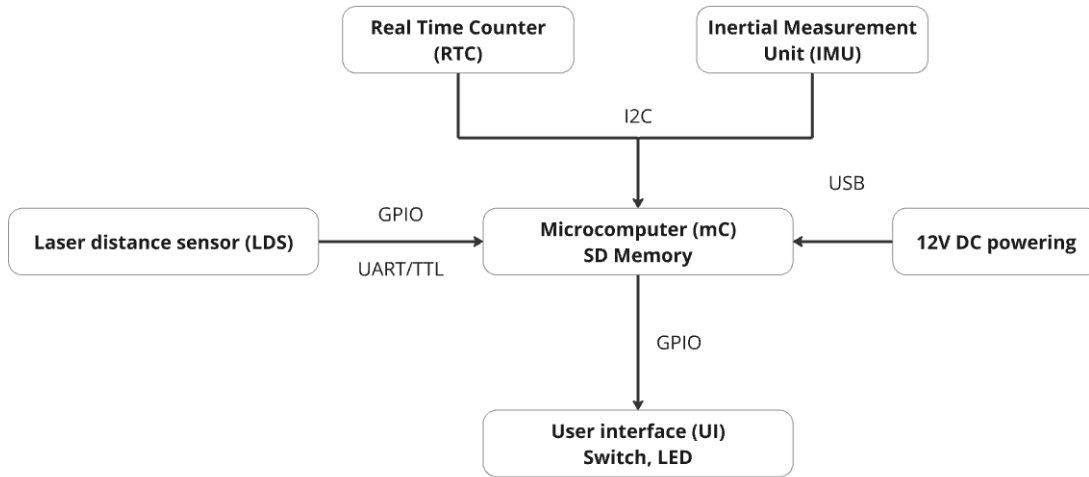 Real Time Counter
(RTC)
Inertial Measurement
Unit (IMU)
I2C
USB
GPIO
Laser distance sensor (LDS)
UART/TTL
Microcomputer (mC)
SD Memory
12V DC powering
GPIO
User interface (UI)
Switch, LED